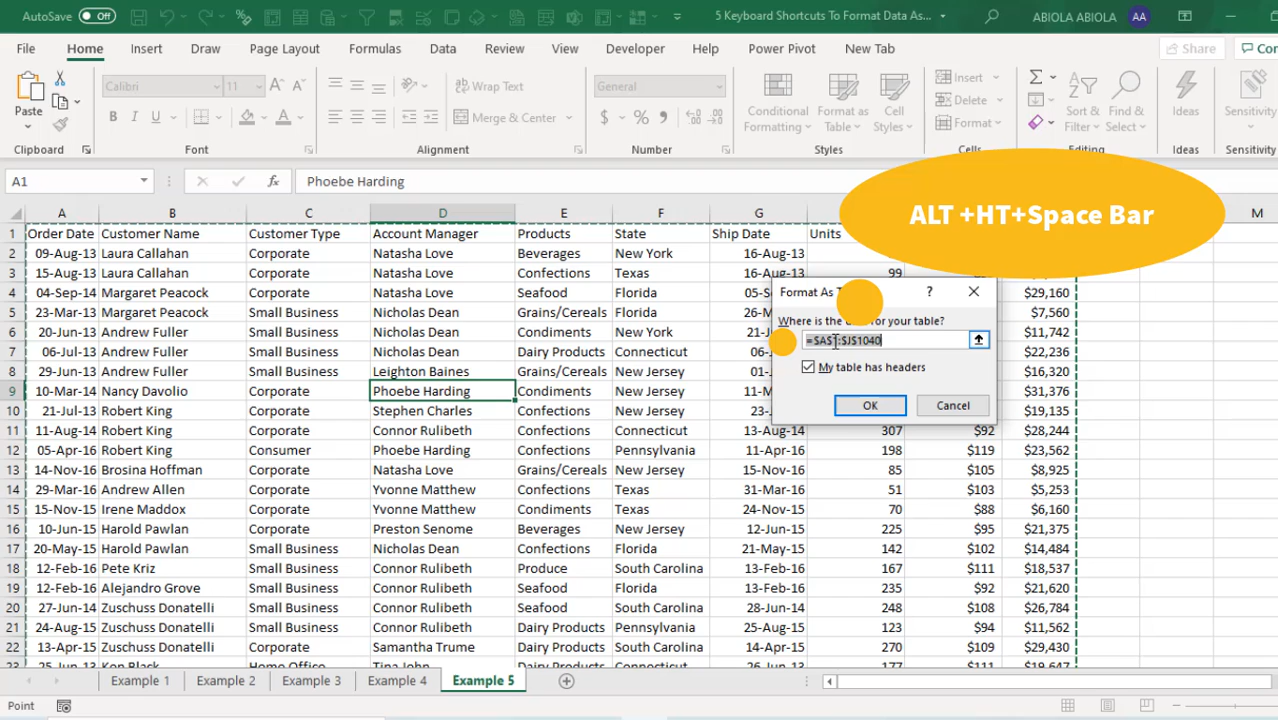 AutoSave Off 5 Keyboard Shortcuts To Format Data As... ABIOLA ABIOLA AA
File Home Insert Draw Page Layout Formulas Data Review View Developer Help Power Pivot New Tab Share
Paste Calibri 11 Wrap Text General Conditional Formatting Format as Table Cell Styles Insert Sort & Filter Find & Select Ideas Sensitivity
B I U Merge & Center $ % Delete
Format
Clipboard Font Alignment Number Styles Cells Editing Ideas Sensitivity
A1 fx Phoebe Harding
ALT +HT+Space Bar
A B C D E F G M
1 Order Date Customer Name Customer Type Account Manager Products State Ship Date Units
2 09-Aug-13 Laura Callahan Corporate Natasha Love Beverages New York 16-Aug-13
3 15-Aug-13 Laura Callahan Corporate Natasha Love Confections Texas 16-Aug-13 99
4 04-Sep-14 Margaret Peacock Corporate Natasha Love Seafood Florida $29,160
5 23-Mar-13 Margaret Peacock Corporate Nicholas Dean Grains/Cereals Florida $7,560
6 20-Jun-13 Andrew Fuller Corporate Nicholas Dean Condiments New York $11,742
7 06-Jul-13 Andrew Fuller Corporate Nicholas Dean Dairy Products Connecticut $22,236
8 29-Jun-13 Andrew Fuller Corporate Leighton Baines Grains/Cereals New Jersey $16,320
9 10-Mar-14 Nancy Davolio Corporate Phoebe Harding Condiments New Jersey $31,376
10 21-Jul-13 Robert King Corporate Stephen Charles Confections New Jersey $19,135
11 11-Aug-14 Robert King Corporate Connor Rulibeth Confections Connecticut 13-Aug-14 307 $92 $28,244
12 05-Apr-16 Robert King Consumer Phoebe Harding Confections Pennsylvania 11-Apr-16 198 $119 $23,562
13 14-Nov-16 Brosina Hoffman Corporate Natasha Love Grains/Cereals New Jersey 15-Nov-16 85 $105 $8,925
14 29-Mar-16 Andrew Allen Corporate Yvonne Matthew Confections Texas 31-Mar-16 51 $103 $5,253
15 15-Nov-16 Irene Maddox Corporate Yvonne Matthew Condiments New Jersey 24-Nov-16 70 $88 $6,160
16 10-Jun-15 Harold Pawlan Corporate Preston Senome Beverages New Jersey 12-Jun-15 225 $95 $21,375
17 20-May-15 Harold Pawlan Small Business Nicholas Dean Confections Florida 21-May-15 142 $102 $14,484
18 12-Feb-16 Pete Kriz Small Business Connor Rulibeth Produce South Carolina 13-Feb-16 167 $111 $18,537
19 12-Feb-16 Alejandro Grove Small Business Connor Rulibeth Seafood Florida 13-Feb-16 235 $92 $21,620
20 27-Jun-14 Zuschuss Donatelli Small Business Connor Rulibeth Seafood South Carolina 28-Jun-14 248 $108 $26,784
21 24-Aug-15 Zuschuss Donatelli Small Business Connor Rulibeth Dairy Products Pennsylvania 25-Aug-15 123 $94 $11,562
22 13-Apr-15 Zuschuss Donatelli Small Business Samantha Trume Dairy Products South Carolina 14-Apr-15 270 $109 $29,430
23 25-Jun-13 Ken Black Home Office Tina John Dairy Products Connecticut 26-Jun-13 177 $111 $19,647
Format As
? ×
Where is the for your table?
:$J$1040
My table has headers
OK Cancel
Example 1 Example 2 Example 3 Example 4 Example 5
Point